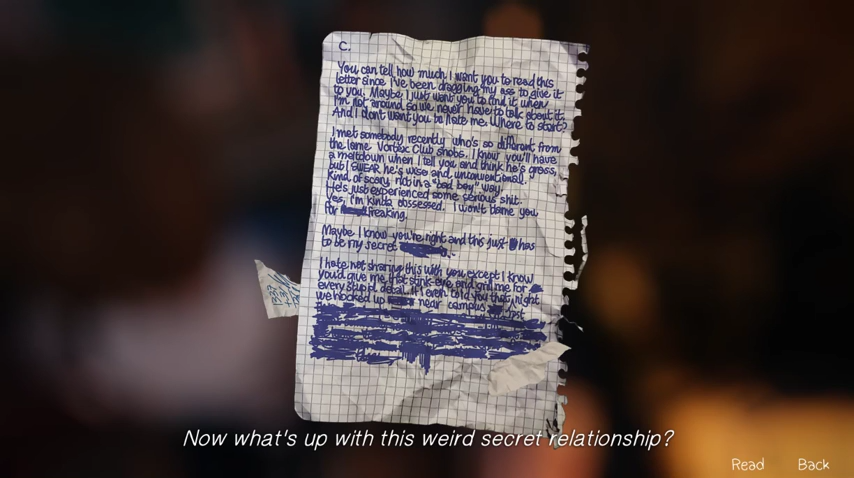 C.
You can tell how much I want you to read this
letter since I've been dragging my ass to give it
to you. Maybe I just want you to find it when
I'm not around so we never have to talk about it.
And I dont want you to hate me. Where to start?
I met somebody recently who's so different from
the lame Vortex Club snobs. I know you'll have
a meltdown when I tell you and think he's gross,
but I SWEAR he's wise and unconventional.
Kind of scary, not in a "bad boy" way.
He's just experienced some serious shit.
Yes, I'm kinda obssessed. I won't blame you
for freaking.
Maybe I know you're right and this just has
to be my secret
I hate not sharing this with you except I know
you'd give me that stink-eye and grill me for
every stupid detail. If I even told you that night
we hooked up near campus just
Now what's up with this weird secret relationship?
Read Back